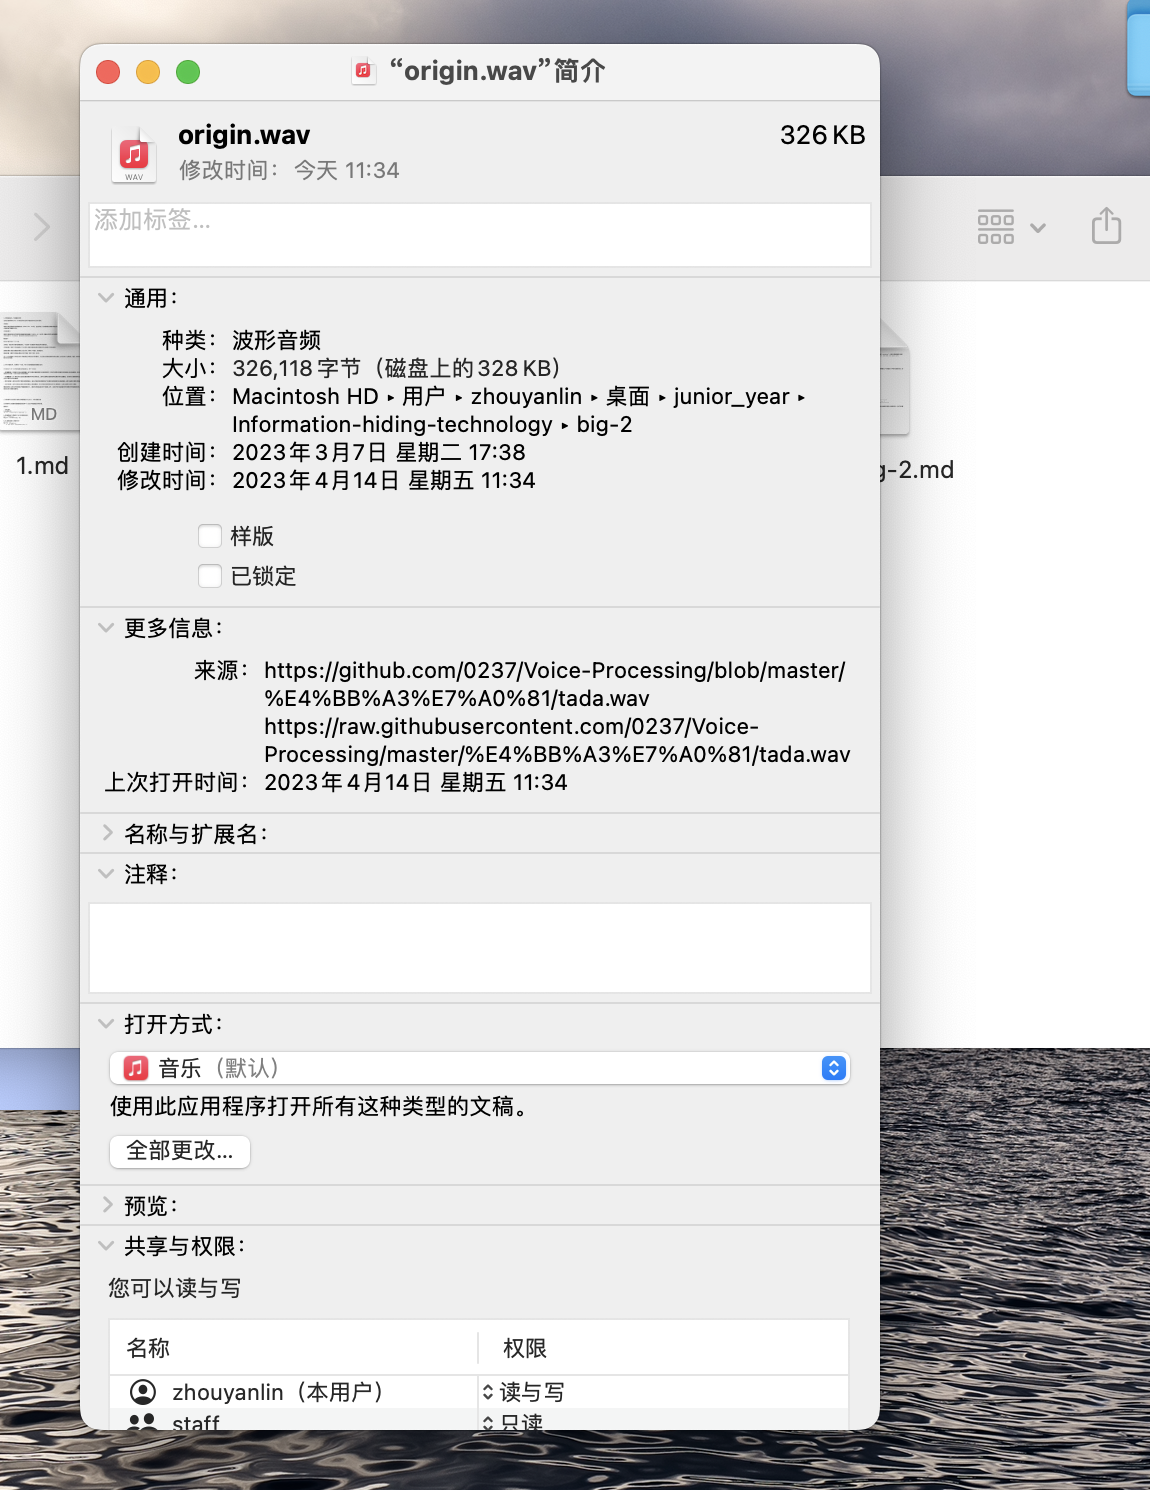 “origin.wav”简介
WAV
origin.wav
326 KB
修改时间： 今天 11:34
添加标签...
通用：
种类： 波形音频
大小： 326,118 字节（磁盘上的 328 KB）
位置： Macintosh HD ▸ 用户 ▸ zhouyanlin ▸ 桌面 ▸ junior_year ▸
Information-hiding-technology ▸ big-2
创建时间： 2023年3月7日 星期二 17:38
修改时间： 2023年4月14日 星期五 11:34
样版
已锁定
更多信息：
来源： https://github.com/0237/Voice-Processing/blob/master/
%E4%BB%A3%E7%A0%81/tada.wav
https://raw.githubusercontent.com/0237/Voice-
Processing/master/%E4%BB%A3%E7%A0%81/tada.wav
上次打开时间： 2023年4月14日 星期五 11:34
名称与扩展名：
注释：
打开方式：
音乐（默认）
使用此应用程序打开所有这种类型的文稿。
全部更改...
预览：
共享与权限：
您可以读与写
名称 权限
zhouyanlin（本用户） 读与写
staff 只读
MD
1.md
g-2.md